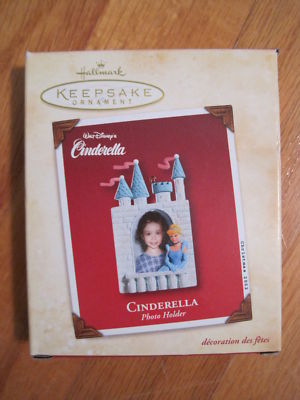 Hallmark
KEEPSAKE
ORNAMENT
WALT DISNEY'S
Cinderella
CINDERELLA
Photo Holder
décoration des fêtes